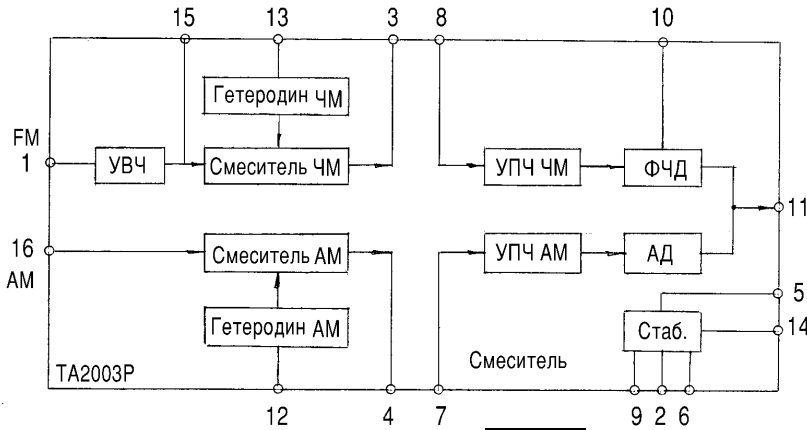 15 13 3 8 10
Гетеродин ЧМ
FM
1
УВЧ
Смеситель ЧМ
УПЧ ЧМ
ФЧД
11
16
AM
Смеситель АМ
УПЧ АМ
АД
5
Гетеродин АМ
Стаб.
14
TA2003P
Смеситель
12 4 7 9 2 6